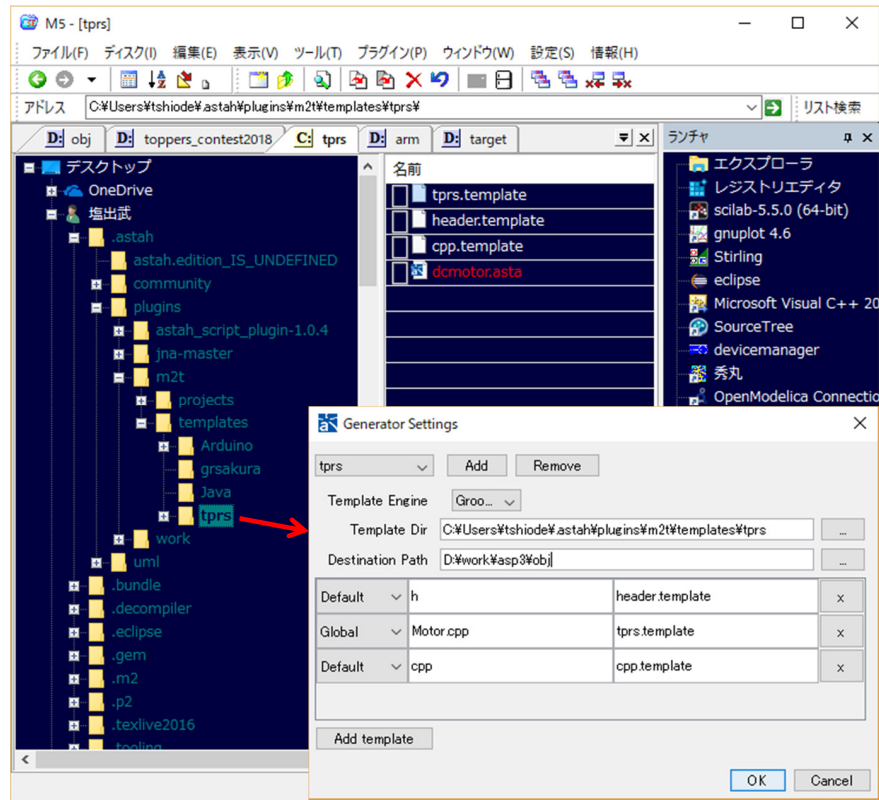 M5 - [tprs]
ファイル(F) ディスク(I) 編集(E) 表示(V) ツール(T) プラグイン(P) ウィンドウ(W) 設定(S) 情報(H)
アドレス C:¥Users¥tshiode¥.astah¥plugins¥m2t¥templates¥tprs¥ リスト検索
D: obj D: toppers_contest2018 C: tprs D: arm D: target
デスクトップ
OneDrive
塩出武
.astah
astah.edition_IS_UNDEFINED
community
plugins
astah_script_plugin-1.0.4
jna-master
m2t
projects
templates
Arduino
grsakura
Java
tprs
work
uml
.bundle
.decompiler
.eclipse
.gem
.m2
.p2
.texlive2016
.tooling
名前
tprs.template
header.template
cpp.template
dcmotor.asta
ランチャ
エクスプローラ
レジストリエディタ
scilab-5.5.0 (64-bit)
gnuplot 4.6
Stirling
eclipse
Microsoft Visual C++ 20
SourceTree
devicemanager
秀丸
OpenModelica Connectio
Generator Settings
tprs Add Remove
Template Engine Groo...
Template Dir C:¥Users¥tshiode¥.astah¥plugins¥m2t¥templates¥tprs ...
Destination Path D:¥work¥asp3¥obj ...
Default h header.template x
Global Motor.cpp tprs.template x
Default cpp cpp.template x
Add template
OK Cancel